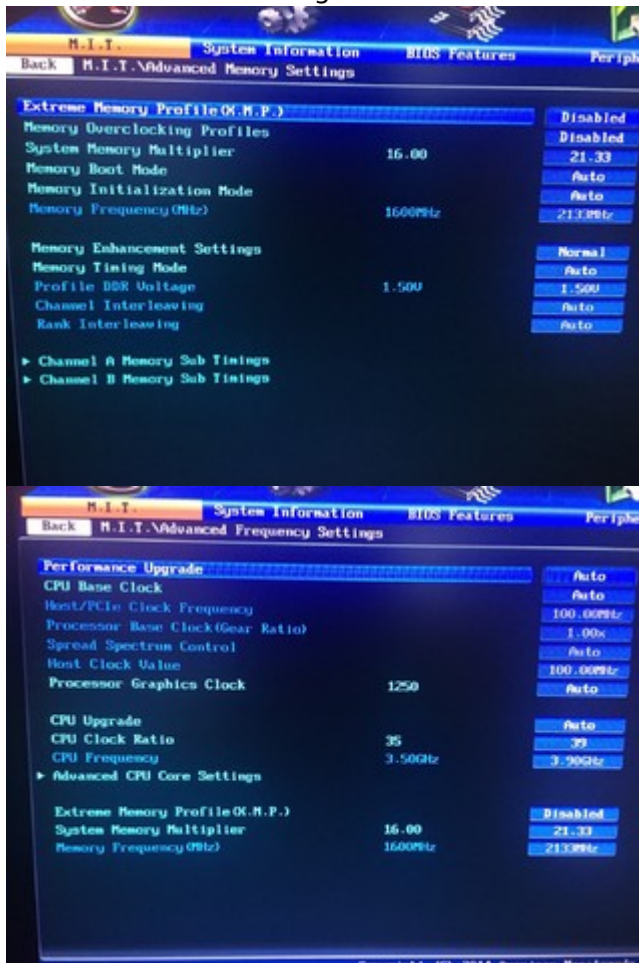 M.I.T.
System Information
BIOS Features
Periph
Back M.I.T.\Advanced Memory Settings
Extreme Memory Profile(X.M.P.) Disabled
Memory Overclocking Profiles Disabled
System Memory Multiplier 16.00 21.33
Memory Boot Mode Auto
Memory Initialization Mode Auto
Memory Frequency(MHz) 1600MHz 2133MHz
Memory Enhancement Settings Normal
Memory Timing Mode Auto
Profile DDR Voltage 1.50V 1.50V
Channel Interleaving Auto
Rank Interleaving Auto
Channel A Memory Sub Timings
Channel B Memory Sub Timings
M.I.T.
System Information
BIOS Features
Periphe
Back M.I.T.\Advanced Frequency Settings
Performance Upgrade Auto
CPU Base Clock Auto
Host/PCIe Clock Frequency 100.00MHz
Processor Base Clock(Gear Ratio) 1.00x
Spread Spectrum Control Auto
Host Clock Value 100.00MHz
Processor Graphics Clock 1250 Auto
CPU Upgrade Auto
CPU Clock Ratio 35 39
CPU Frequency 3.50GHz 3.90GHz
Advanced CPU Core Settings
Extreme Memory Profile(X.M.P.) Disabled
System Memory Multiplier 16.00 21.33
Memory Frequency(MHz) 1600MHz 2133MHz